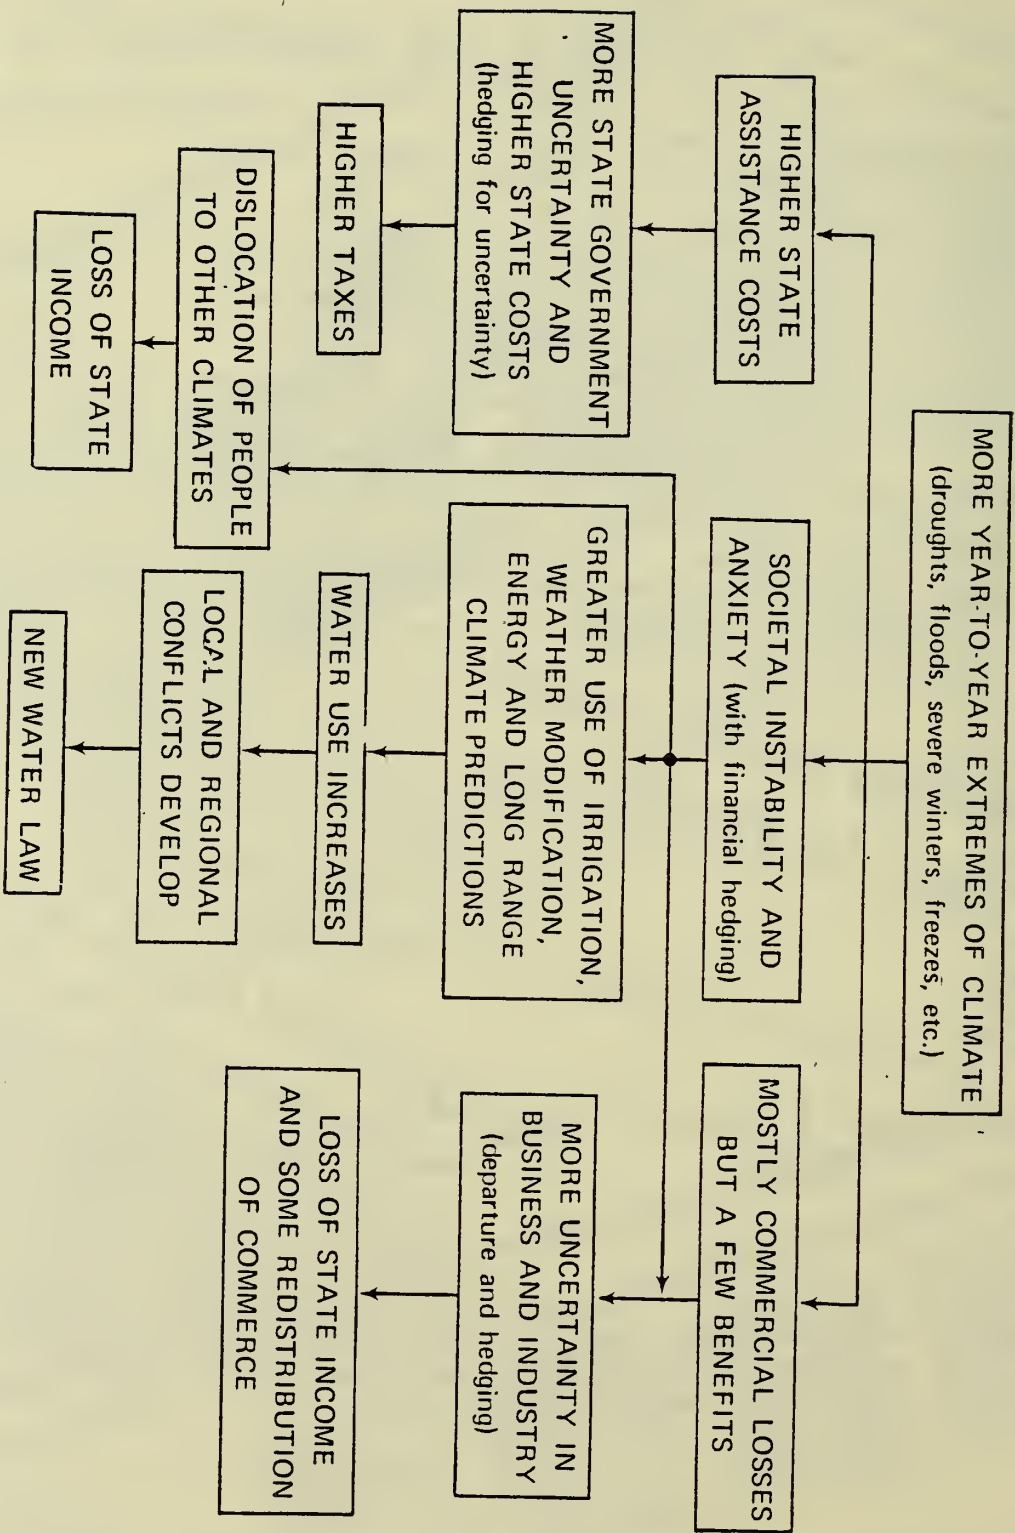 MORE YEAR-TO-YEAR EXTREMES OF CLIMATE
(droughts, floods, severe winters, freezes, etc.)
HIGHER STATE
ASSISTANCE COSTS
MORE STATE GOVERNMENT
UNCERTAINTY AND
HIGHER STATE COSTS
(hedging for uncertainty)
HIGHER TAXES
DISLOCATION OF PEOPLE
TO OTHER CLIMATES
LOSS OF STATE
INCOME
SOCIETAL INSTABILITY AND
ANXIETY (with financial hedging)
GREATER USE OF IRRIGATION,
WEATHER MODIFICATION,
ENERGY AND LONG RANGE
CLIMATE PREDICTIONS
WATER USE INCREASES
LOCAL AND REGIONAL
CONFLICTS DEVELOP
NEW WATER LAW
MOSTLY COMMERCIAL LOSSES
BUT A FEW BENEFITS
MORE UNCERTAINTY IN
BUSINESS AND INDUSTRY
(departure and hedging)
LOSS OF STATE INCOME
AND SOME REDISTRIBUTION
OF COMMERCE